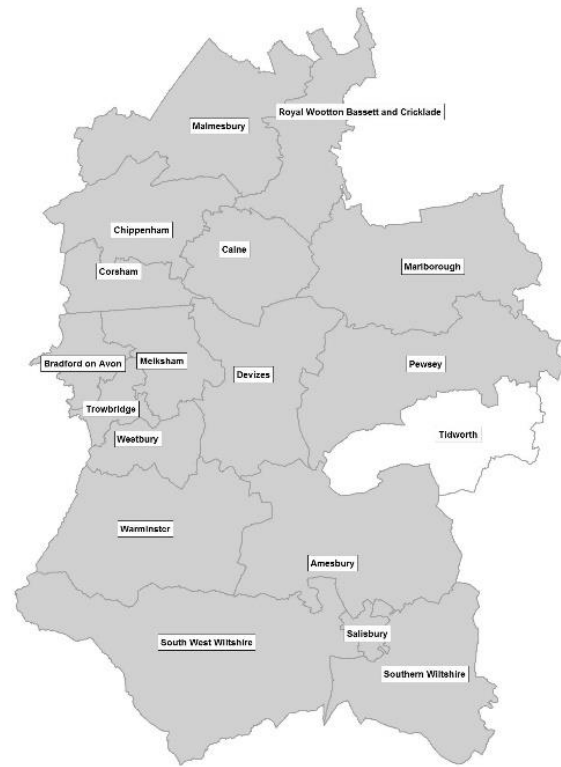 Royal Wootton Bassett and Cricklade
Malmesbury
Chippenham
Calne
Marlborough
Corsham
Bradford on Avon
Melksham
Pewsey
Devizes
Trowbridge
Tidworth
Westbury
Warminster
Amesbury
Salisbury
South West Wiltshire
Southern Wiltshire